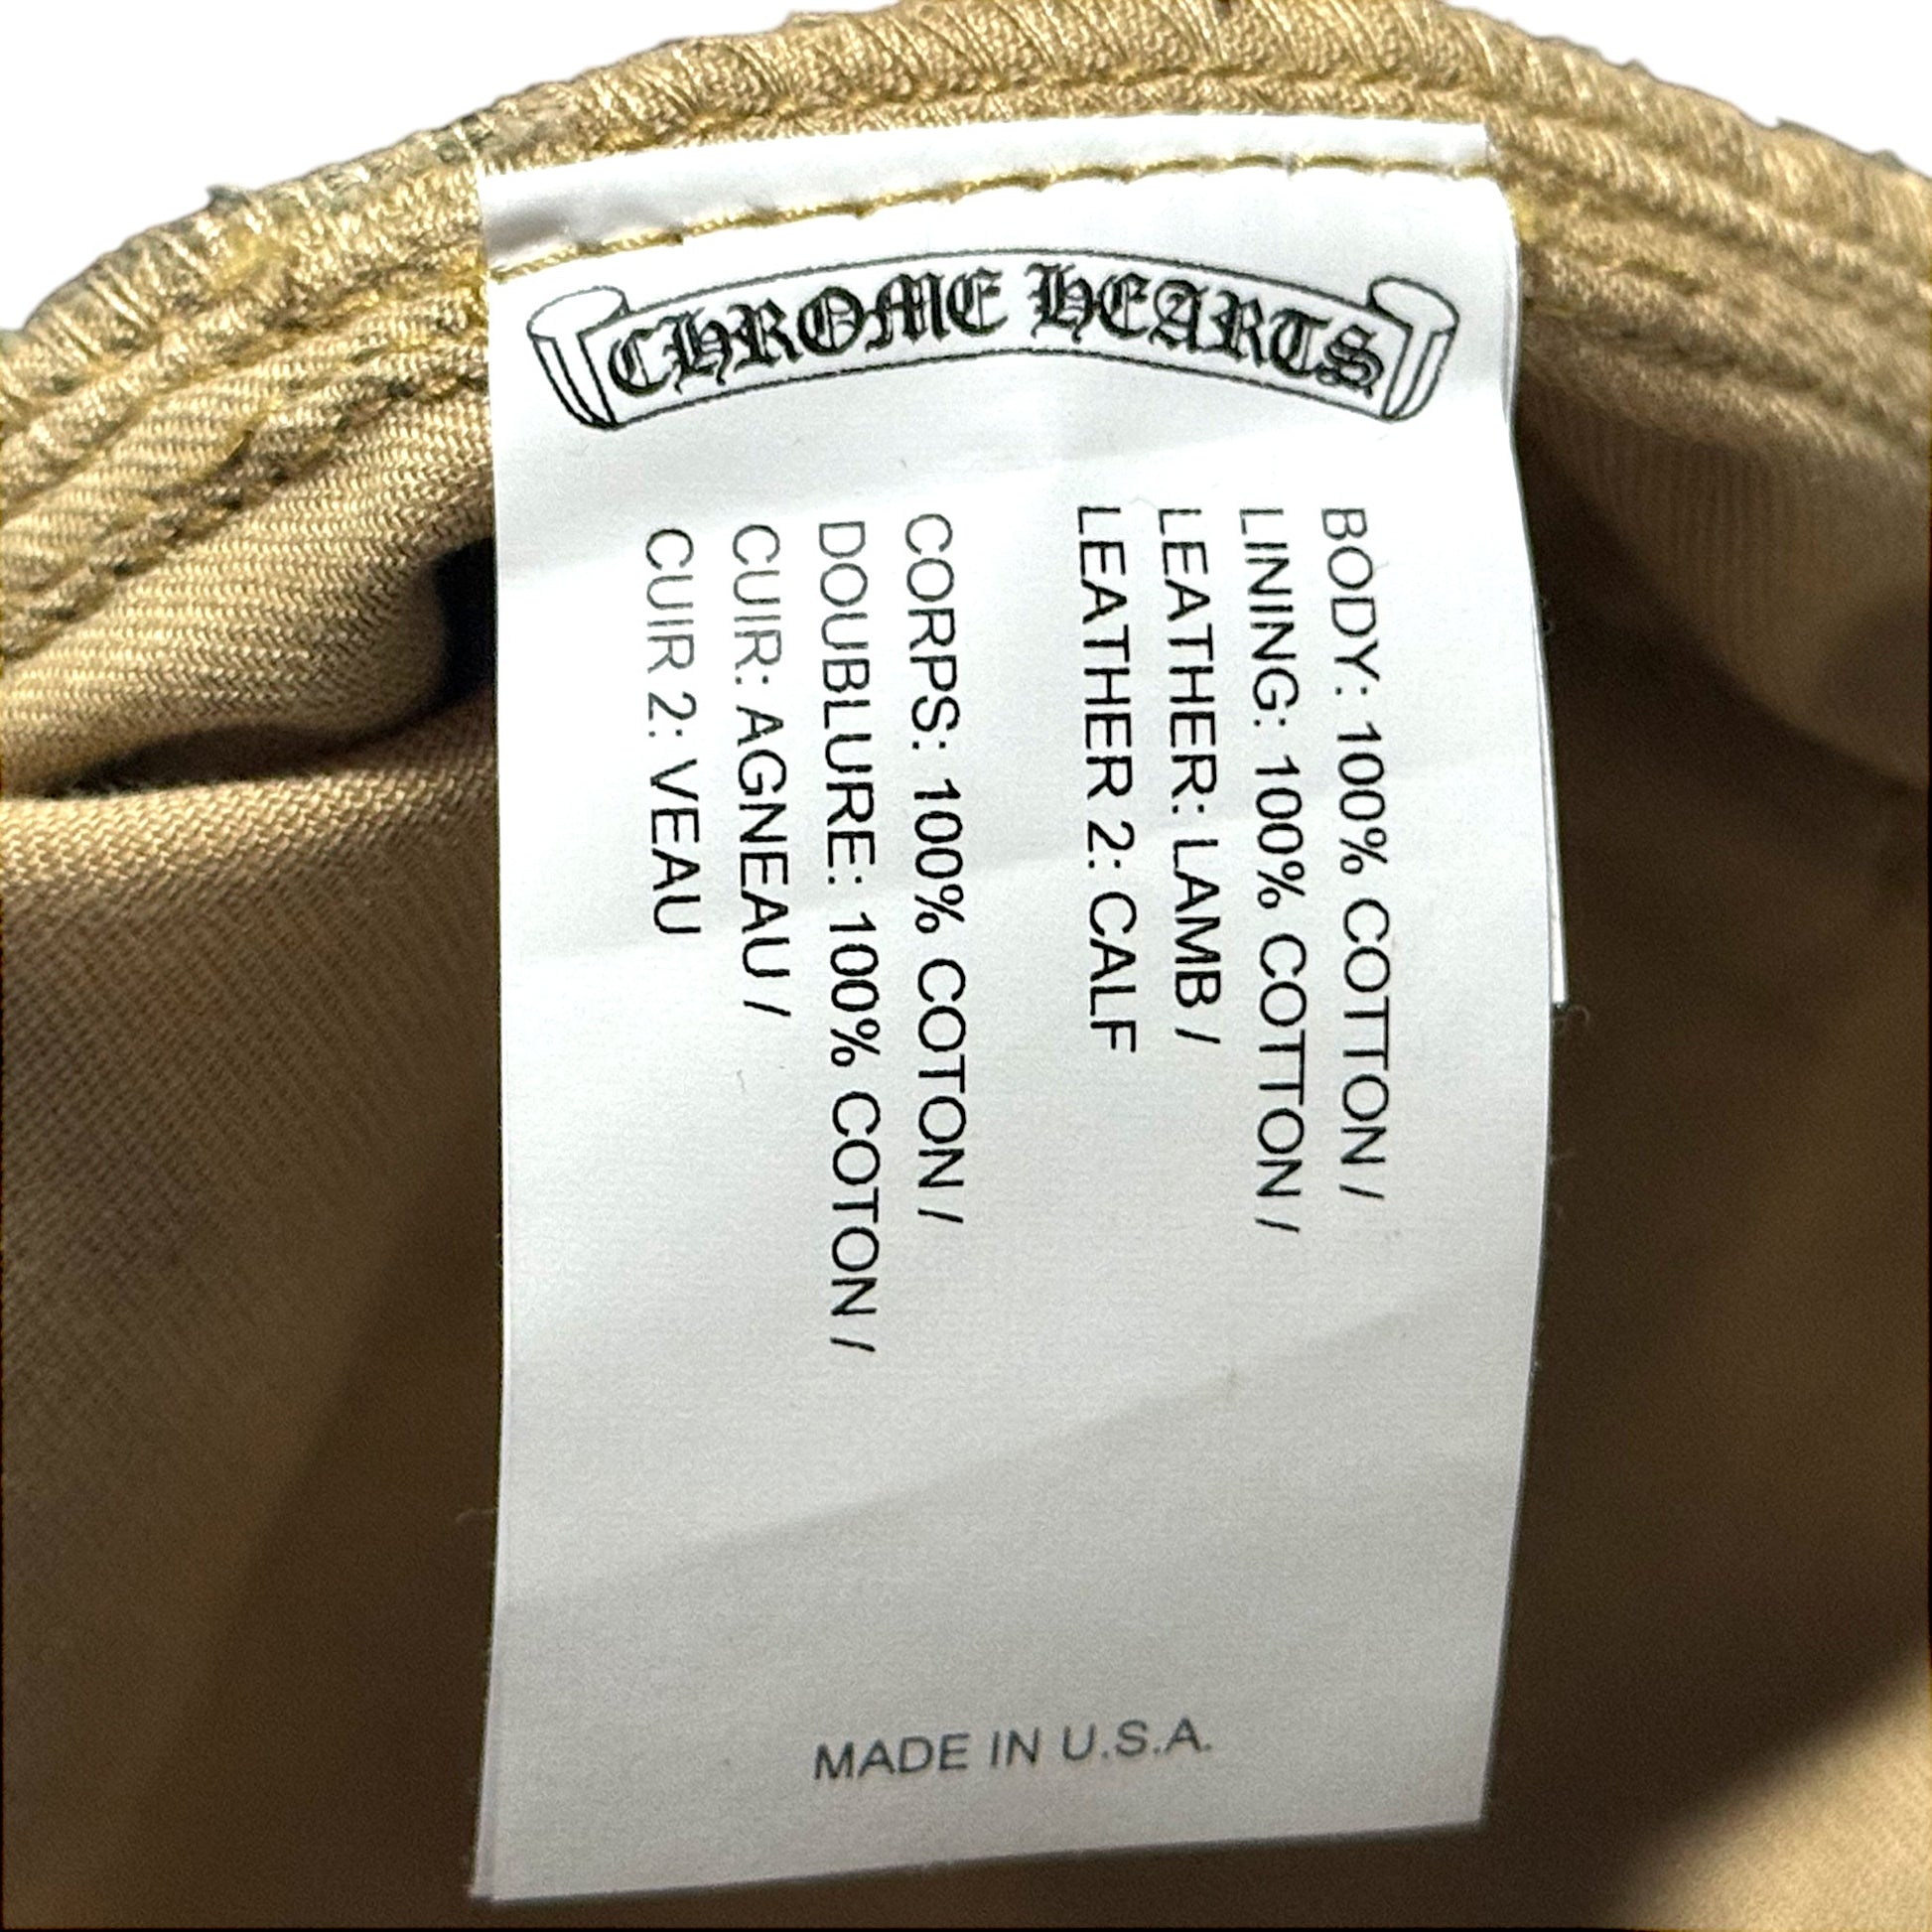 CHROME HEARTS
BODY: 100% COTTON /
LINING: 100% COTTON /
LEATHER: LAMB /
LEATHER 2: CALF
CORPS: 100% COTON /
DOUBLURE: 100% COTON /
CUIR: AGNEAU /
CUIR 2: VEAU
MADE IN U.S.A.